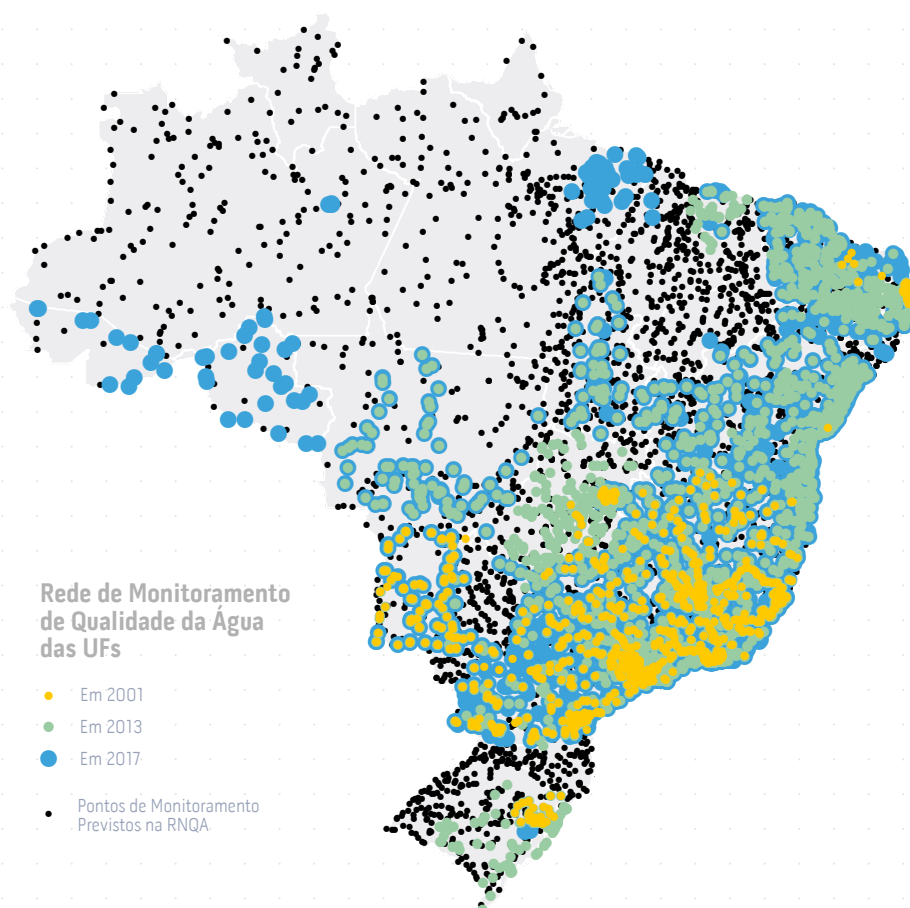 Rede de Monitoramento
de Qualidade da Água
das UFs
Em 2001
Em 2013
Em 2017
Pontos de Monitoramento
Previstos na RNQA